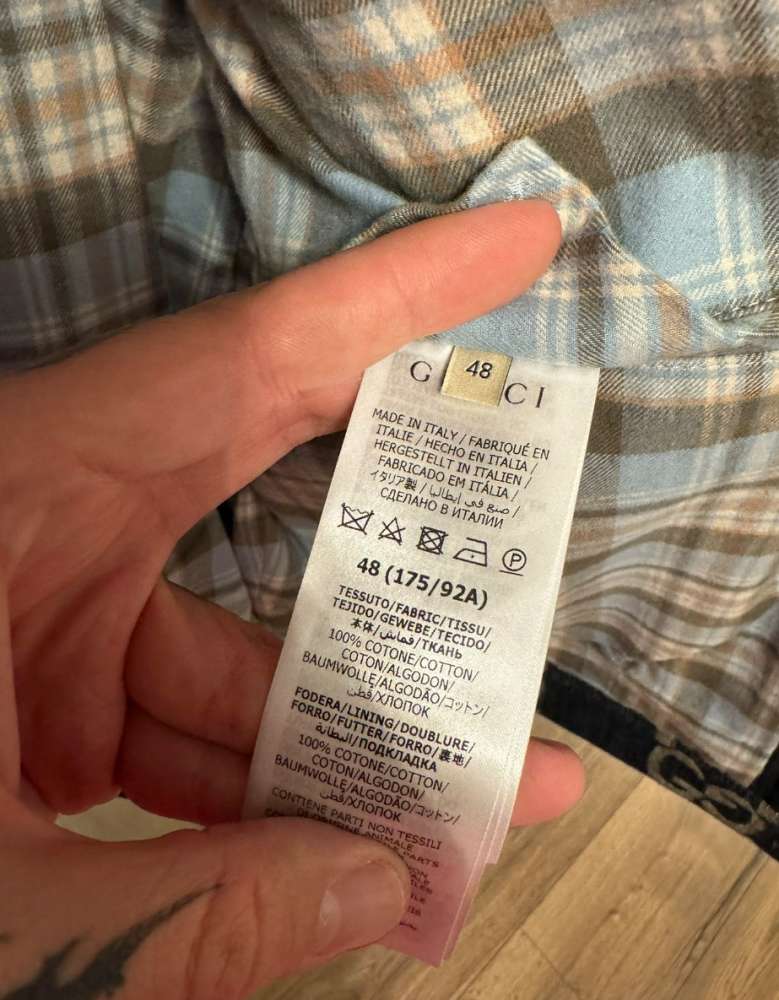 G 48 CI
MADE IN ITALY / FABRIQUÉ EN
ITALIE / HECHO EN ITALIA /
HERGESTELLT IN ITALIEN /
FABRICADO EM ITÁLIA /
イタリア製 / صنع في إيطاليا /
СДЕЛАНО В ИТАЛИИ
P
48 (175/92A)
TESSUTO/FABRIC/TISSU/
TEJIDO/GEWEBE/TECIDO/
本体/قماش/ТКАНЬ
100% COTONE/COTTON/
COTON/ALGODON/
BAUMWOLLE/ALGODÃO/コットン/
قطن/ХЛОПОК
FODERA/LINING/DOUBLURE/
FORRO/FUTTER/FORRO/裏地/
البطانة/ПОДКЛАДКА
100% COTONE/COTTON/
COTON/ALGODON/
BAUMWOLLE/ALGODÃO/コットン/
قطن/ХЛОПОК
CONTIENE PARTI NON TESSILI
DI ORIGINE ANIMALE
PARTS